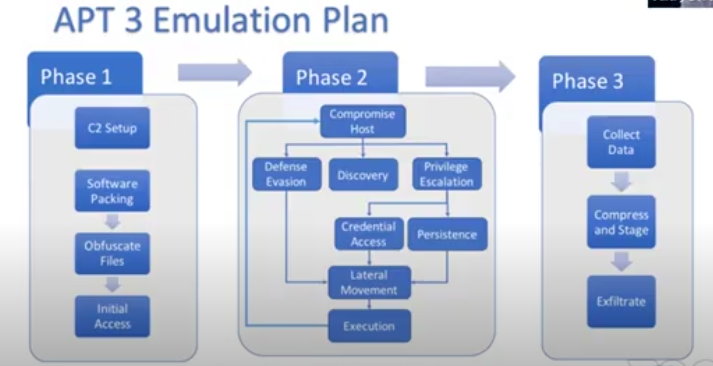 APT 3 Emulation Plan
Phase 1
Phase 2
Phase 3
C2 Setup
Software
Packing
Obfuscate
Files
Initial
Access
Compromise
Host
Defense
Evasion
Discovery
Privilege
Escalation
Credential
Access
Persistence
Lateral
Movement
Execution
Collect
Data
Compress
and Stage
Exfiltrate